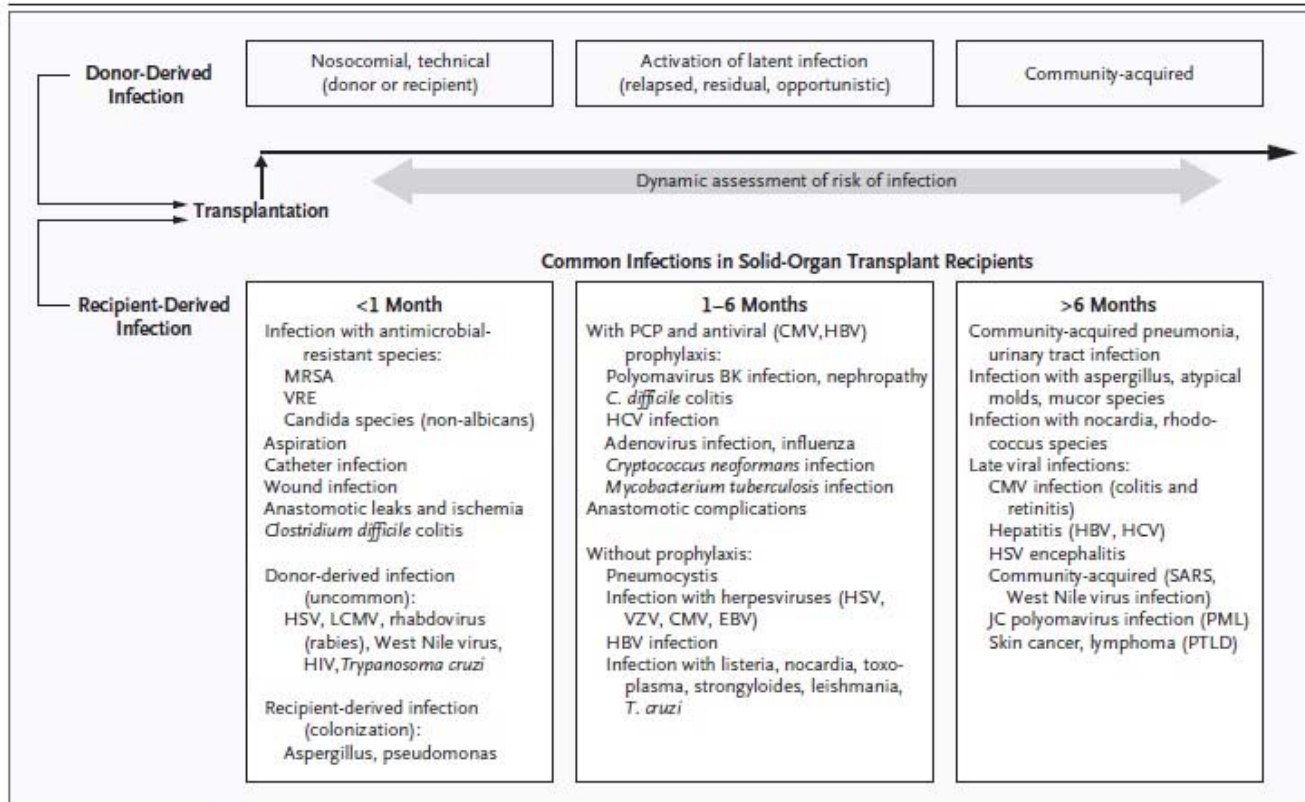 Donor-Derived
Infection
Nosocomial, technical
(donor or recipient)
Activation of latent infection
(relapsed, residual, opportunistic)
Community-acquired
Dynamic assessment of risk of infection
Transplantation
Common Infections in Solid-Organ Transplant Recipients
Recipient-Derived
Infection
<1 Month
Infection with antimicrobial-
resistant species:
MRSA
VRE
Candida species (non-albicans)
Aspiration
Catheter infection
Wound infection
Anastomotic leaks and ischemia
Clostridium difficile colitis
Donor-derived infection
(uncommon):
HSV, LCMV, rhabdovirus
(rabies), West Nile virus,
HIV, Trypanosoma cruzi
Recipient-derived infection
(colonization):
Aspergillus, pseudomonas
1–6 Months
With PCP and antiviral (CMV,HBV)
prophylaxis:
Polyomavirus BK infection, nephropathy
C. difficile colitis
HCV infection
Adenovirus infection, influenza
Cryptococcus neoformans infection
Mycobacterium tuberculosis infection
Anastomotic complications
Without prophylaxis:
Pneumocystis
Infection with herpesviruses (HSV,
VZV, CMV, EBV)
HBV infection
Infection with listeria, nocardia, toxo-
plasma, strongyloides, leishmania,
T. cruzi
>6 Months
Community-acquired pneumonia,
urinary tract infection
Infection with aspergillus, atypical
molds, mucor species
Infection with nocardia, rhodo-
coccus species
Late viral infections:
CMV infection (colitis and
retinitis)
Hepatitis (HBV, HCV)
HSV encephalitis
Community-acquired (SARS,
West Nile virus infection)
JC polyomavirus infection (PML)
Skin cancer, lymphoma (PTLD)